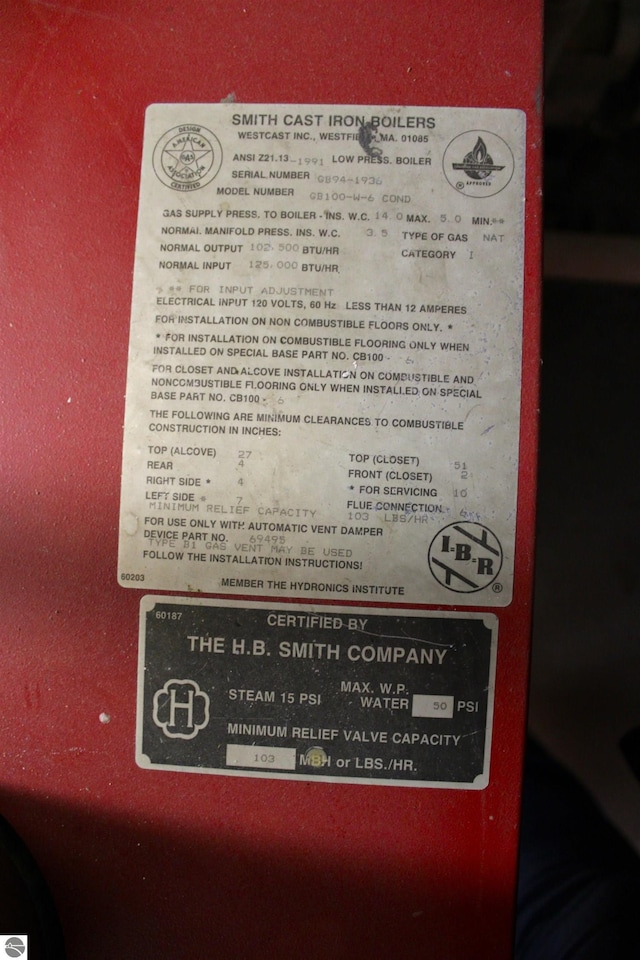 SMITH CAST IRON BOILERS
WESTCAST INC., WESTFIELD, MA. 01085
DESIGN
AMERICAN
GAS
ASSOCIATION
CERTIFIED
ANSI Z21.13-1991 LOW PRESS. BOILER
SERIAL NUMBER GB94-1936
MODEL NUMBER GB100-W-6 COND
® APPROVED
GAS SUPPLY PRESS. TO BOILER - INS. W.C. 14.0 MAX. 5.0 MIN.**
NORMAL MANIFOLD PRESS. INS. W.C. 3.5 TYPE OF GAS NAT
NORMAL OUTPUT 102,500 BTU/HR CATEGORY I
NORMAL INPUT 125,000 BTU/HR
** FOR INPUT ADJUSTMENT
ELECTRICAL INPUT 120 VOLTS, 60 Hz LESS THAN 12 AMPERES
FOR INSTALLATION ON NON COMBUSTIBLE FLOORS ONLY. *
* FOR INSTALLATION ON COMBUSTIBLE FLOORING ONLY WHEN
INSTALLED ON SPECIAL BASE PART NO. CB100 - 6
FOR CLOSET AND ALCOVE INSTALLATION ON COMBUSTIBLE AND
NONCOMBUSTIBLE FLOORING ONLY WHEN INSTALLED ON SPECIAL
BASE PART NO. CB100 - 6
THE FOLLOWING ARE MINIMUM CLEARANCES TO COMBUSTIBLE
CONSTRUCTION IN INCHES:
TOP (ALCOVE) 27 TOP (CLOSET) 51
REAR 4 FRONT (CLOSET) 2
RIGHT SIDE * 4 * FOR SERVICING 10
LEFT SIDE * 7 FLUE CONNECTION 6
MINIMUM RELIEF CAPACITY 103 LBS/HR
FOR USE ONLY WITH AUTOMATIC VENT DAMPER
DEVICE PART NO. 69495
TYPE B1 GAS VENT MAY BE USED
FOLLOW THE INSTALLATION INSTRUCTIONS!
I=B=R ®
60203 MEMBER THE HYDRONICS INSTITUTE
60187
CERTIFIED BY
THE H.B. SMITH COMPANY
H
STEAM 15 PSI MAX. W.P. WATER 50 PSI
MINIMUM RELIEF VALVE CAPACITY
103 MBH or LBS./HR.